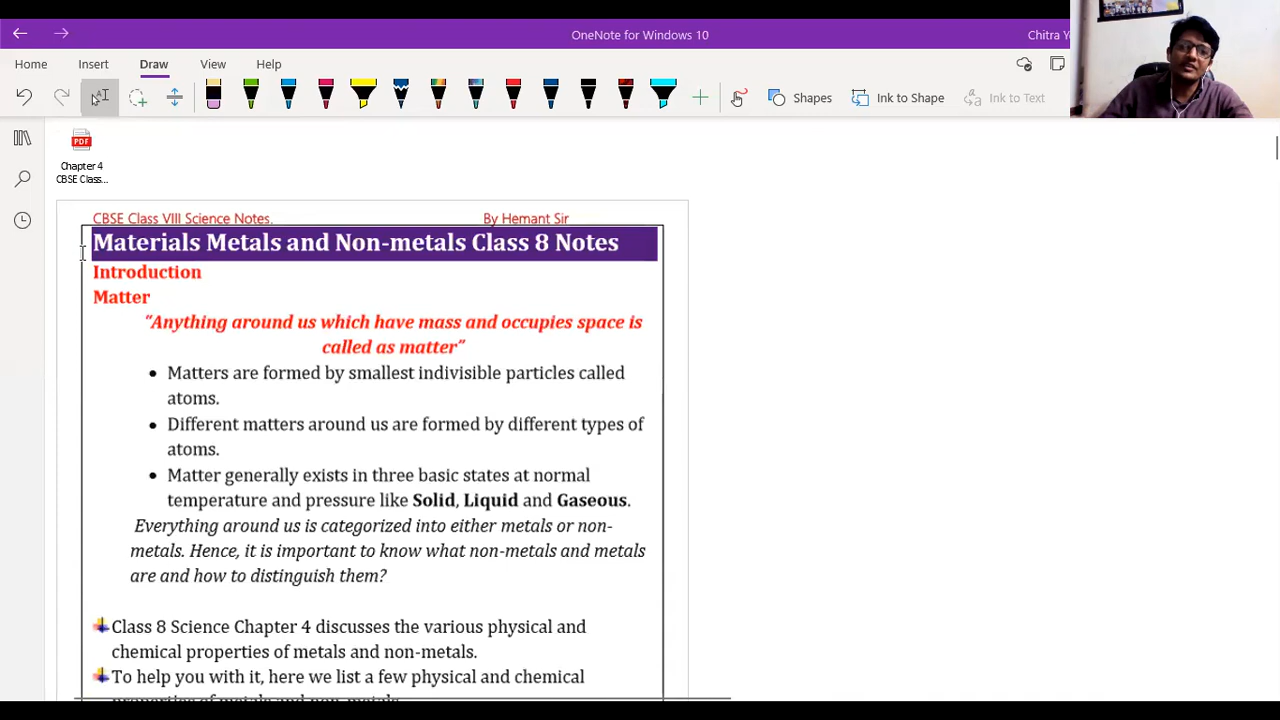 OneNote for Windows 10
Chitra
Home Insert Draw View Help
Shapes Ink to Shape Ink to Text
PDF
Chapter 4
CBSE Class...
CBSE Class VIII Science Notes. By Hemant Sir
Materials Metals and Non-metals Class 8 Notes
Introduction
Matter
“Anything around us which have mass and occupies space is
called as matter”
• Matters are formed by smallest indivisible particles called
atoms.
• Different matters around us are formed by different types of
atoms.
• Matter generally exists in three basic states at normal
temperature and pressure like Solid, Liquid and Gaseous.
Everything around us is categorized into either metals or non-
metals. Hence, it is important to know what non-metals and metals
are and how to distinguish them?
Class 8 Science Chapter 4 discusses the various physical and
chemical properties of metals and non-metals.
To help you with it, here we list a few physical and chemical
properties of metals and non-metals.